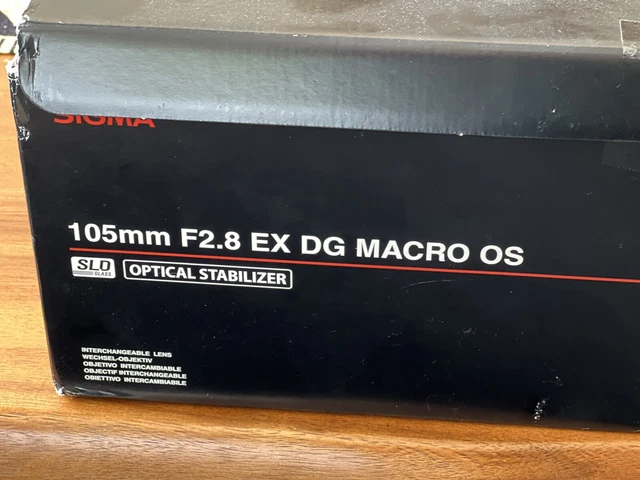 SIGMA
105mm F2.8 EX DG MACRO OS
SLD GLASS OPTICAL STABILIZER
INTERCHANGEABLE LENS
WECHSEL-OBJEKTIV
OBJETIVO INTERCAMBIABLE
OBJECTIF INTERCHANGEABLE
OBIETTIVO INTERCAMBIABILE